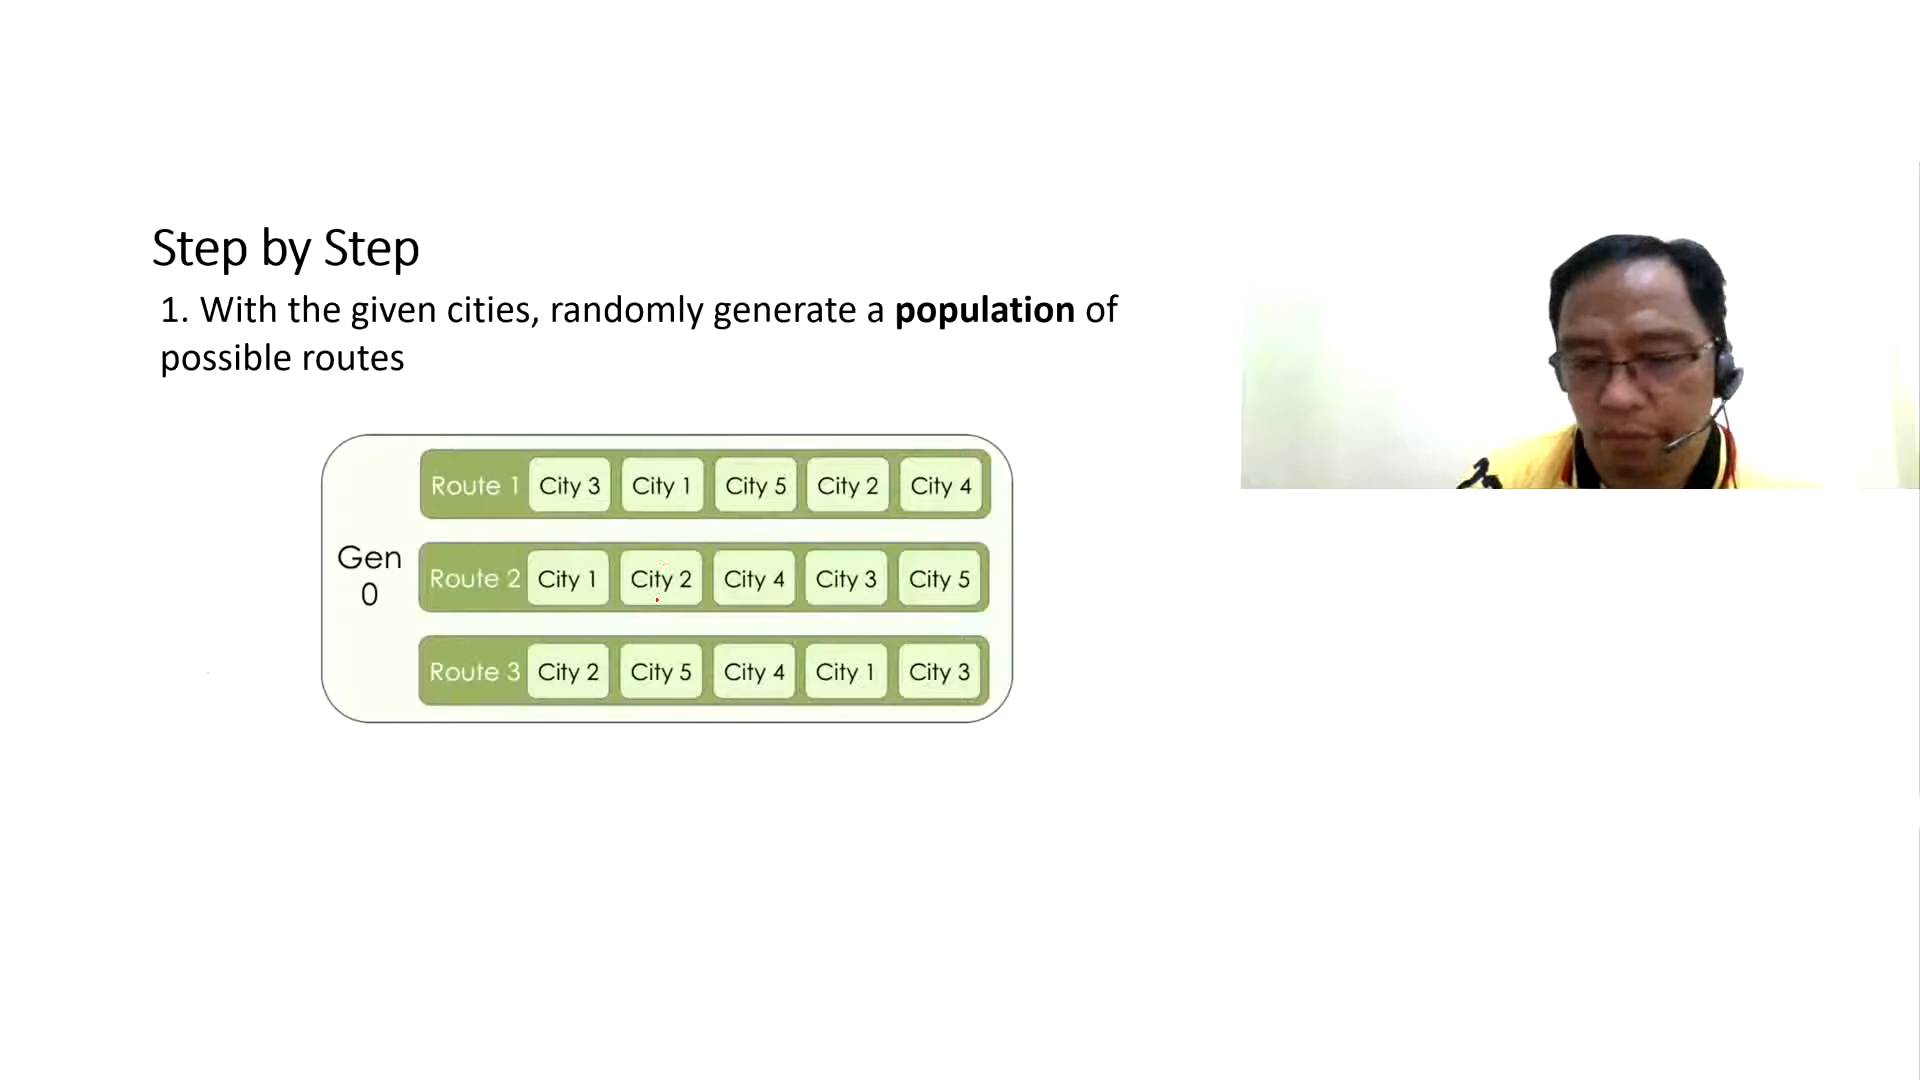 Step by Step
1. With the given cities, randomly generate a population of
possible routes
Gen
0
Route 1 City 3 City 1 City 5 City 2 City 4
Route 2 City 1 City 2 City 4 City 3 City 5
Route 3 City 2 City 5 City 4 City 1 City 3